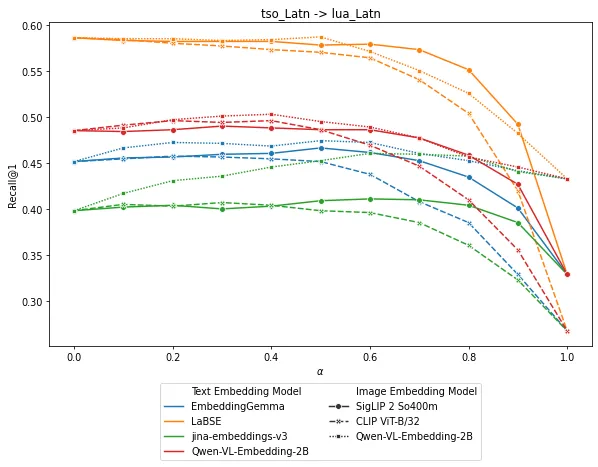 tso_Latn -> lua_Latn
0.60
0.55
0.50
0.45
0.40
0.35
0.30
Recall@1
0.0 0.2 0.4 0.6 0.8 1.0
α
Text Embedding Model Image Embedding Model
EmbeddingGemma SigLIP 2 So400m
LaBSE CLIP ViT-B/32
jina-embeddings-v3 Qwen-VL-Embedding-2B
Qwen-VL-Embedding-2B